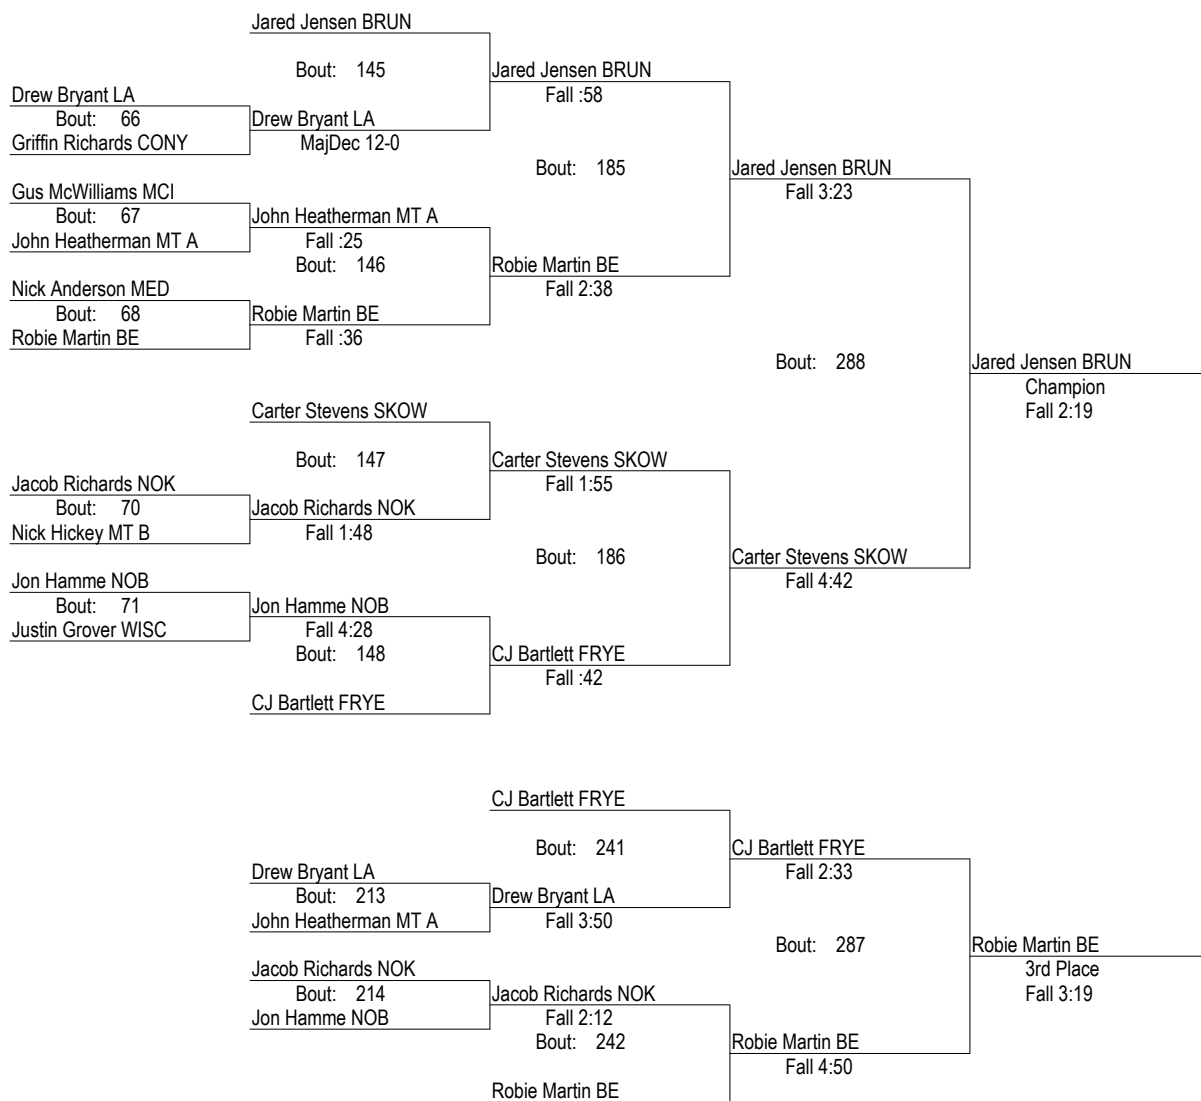 Jared Jensen BRUN
Bout: 145
Jared Jensen BRUN
Drew Bryant LA
Fall :58
Bout: 66
Drew Bryant LA
Griffin Richards CONY
MajDec 12-0
Bout: 185
Jared Jensen BRUN
Gus McWilliams MCI
Fall 3:23
Bout: 67
John Heatherman MT A
John Heatherman MT A
Fall :25
Bout: 146
Robie Martin BE
Nick Anderson MED
Fall 2:38
Bout: 68
Robie Martin BE
Robie Martin BE
Fall :36
Bout: 288
Jared Jensen BRUN
Champion
Fall 2:19
Carter Stevens SKOW
Bout: 147
Carter Stevens SKOW
Jacob Richards NOK
Fall 1:55
Bout: 70
Jacob Richards NOK
Nick Hickey MT B
Fall 1:48
Bout: 186
Carter Stevens SKOW
Jon Hamme NOB
Fall 4:42
Bout: 71
Jon Hamme NOB
Justin Grover WISC
Fall 4:28
Bout: 148
CJ Bartlett FRYE
Fall :42
CJ Bartlett FRYE
CJ Bartlett FRYE
Bout: 241
CJ Bartlett FRYE
Drew Bryant LA
Fall 2:33
Bout: 213
Drew Bryant LA
John Heatherman MT A
Fall 3:50
Bout: 287
Robie Martin BE
Jacob Richards NOK
3rd Place
Bout: 214
Jacob Richards NOK
Fall 3:19
Jon Hamme NOB
Fall 2:12
Bout: 242
Robie Martin BE
Fall 4:50
Robie Martin BE